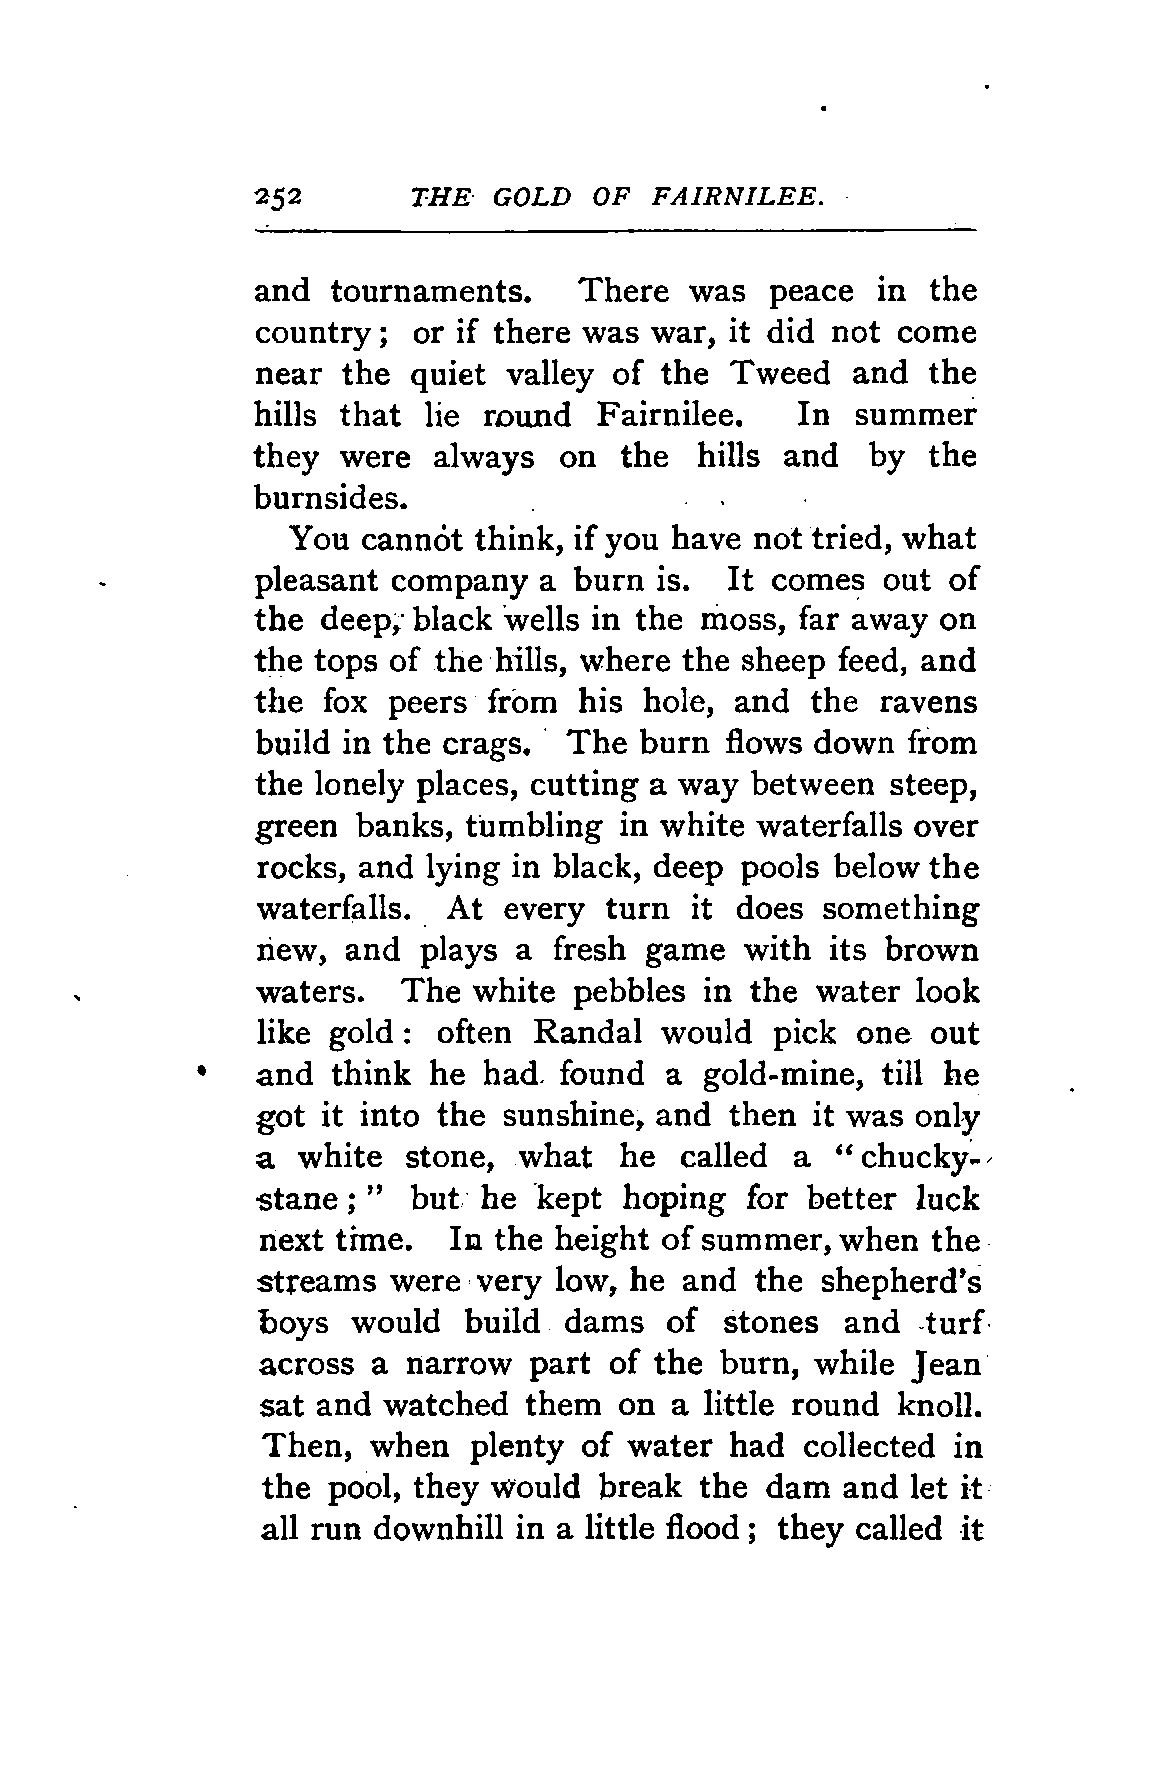 252 THE GOLD OF FAIRNILEE.
and tournaments. There was peace in the
country; or if there was war, it did not come
near the quiet valley of the Tweed and the
hills that lie round Fairnilee. In summer
they were always on the hills and by the
burnsides.
You cannot think, if you have not tried, what
pleasant company a burn is. It comes out of
the deep, black wells in the moss, far away on
the tops of the hills, where the sheep feed, and
the fox peers from his hole, and the ravens
build in the crags. The burn flows down from
the lonely places, cutting a way between steep,
green banks, tumbling in white waterfalls over
rocks, and lying in black, deep pools below the
waterfalls. At every turn it does something
new, and plays a fresh game with its brown
waters. The white pebbles in the water look
like gold: often Randal would pick one out
and think he had found a gold-mine, till he
got it into the sunshine, and then it was only
a white stone, what he called a "chucky-
stane;" but he kept hoping for better luck
next time. In the height of summer, when the
streams were very low, he and the shepherd's
boys would build dams of stones and turf
across a narrow part of the burn, while Jean
sat and watched them on a little round knoll.
Then, when plenty of water had collected in
the pool, they would break the dam and let it
all run downhill in a little flood; they called it